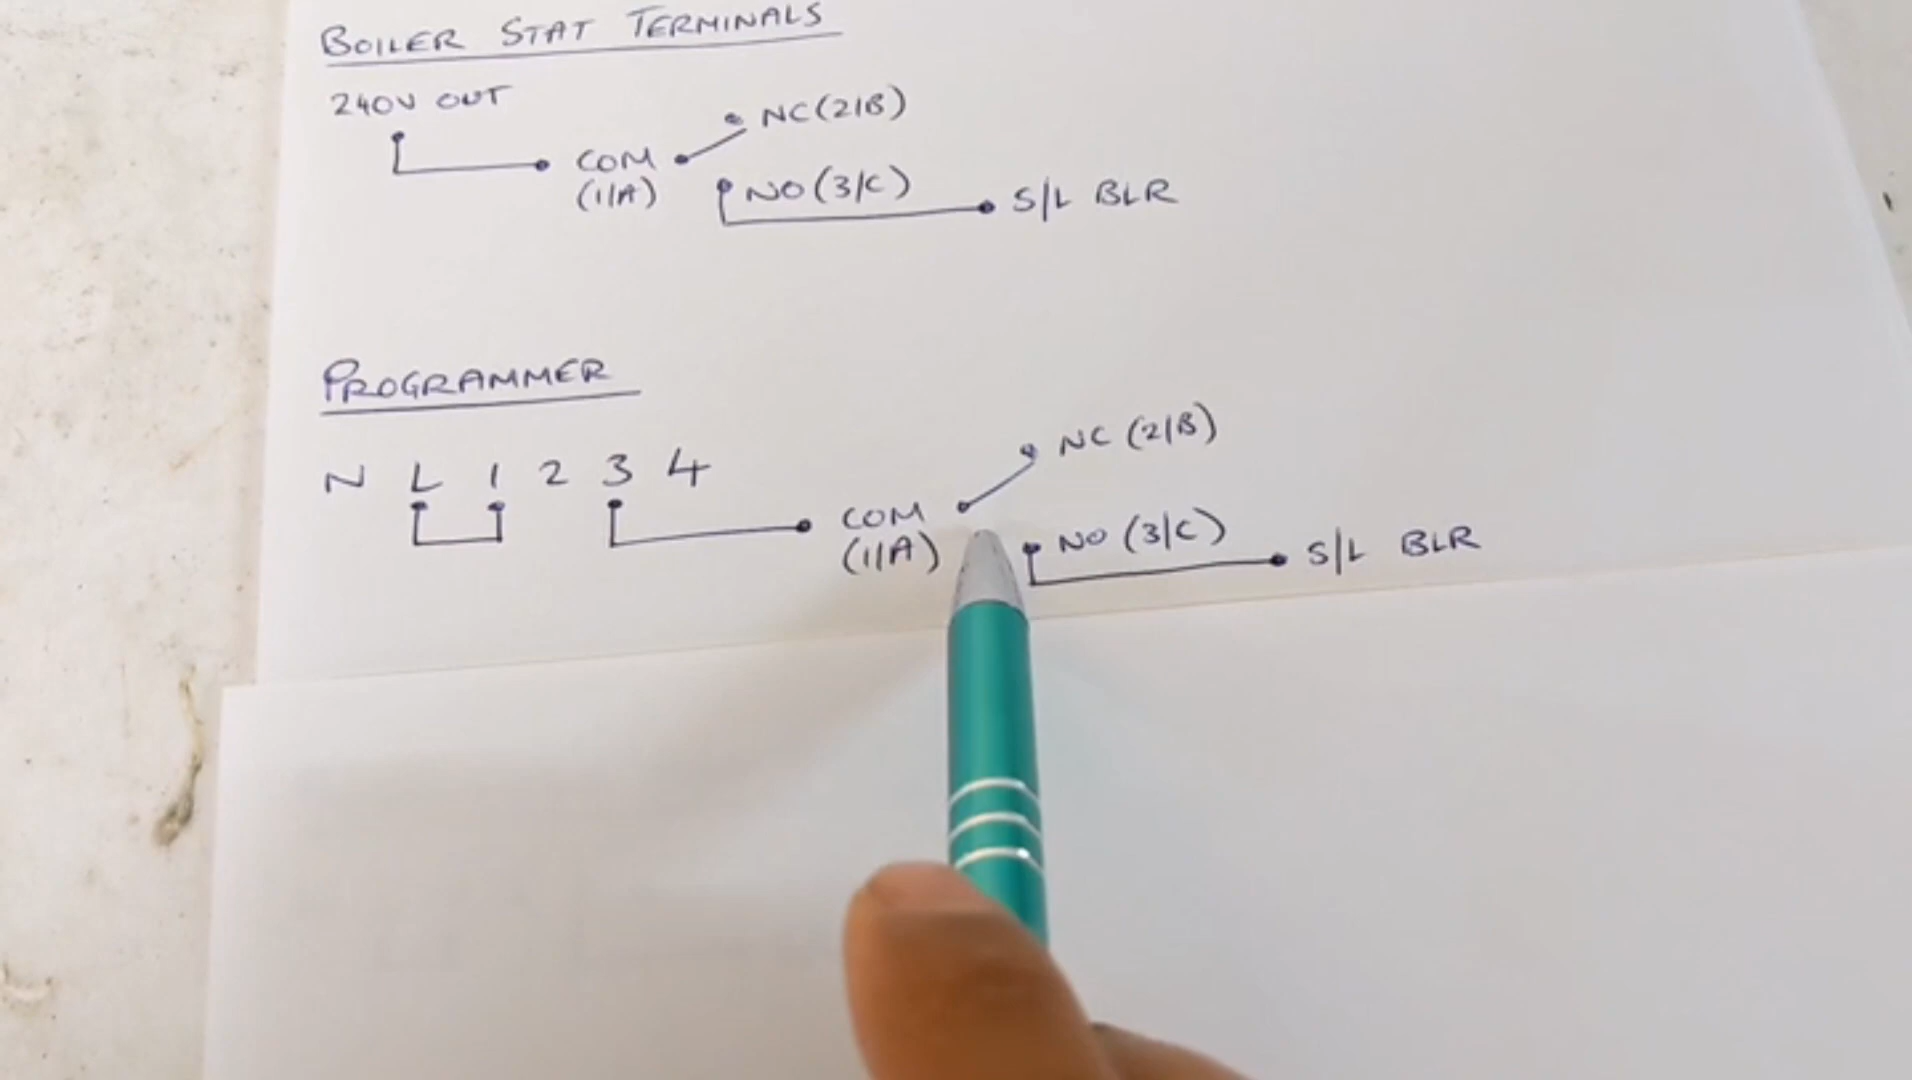 BOILER STAT TERMINALS
240V OUT
NC (2/B)
COM
(1/A)
NO (3/C)
S/L BLR
PROGRAMMER
N L 1 2 3 4
NC (2/B)
COM
(1/A)
NO (3/C)
S/L BLR